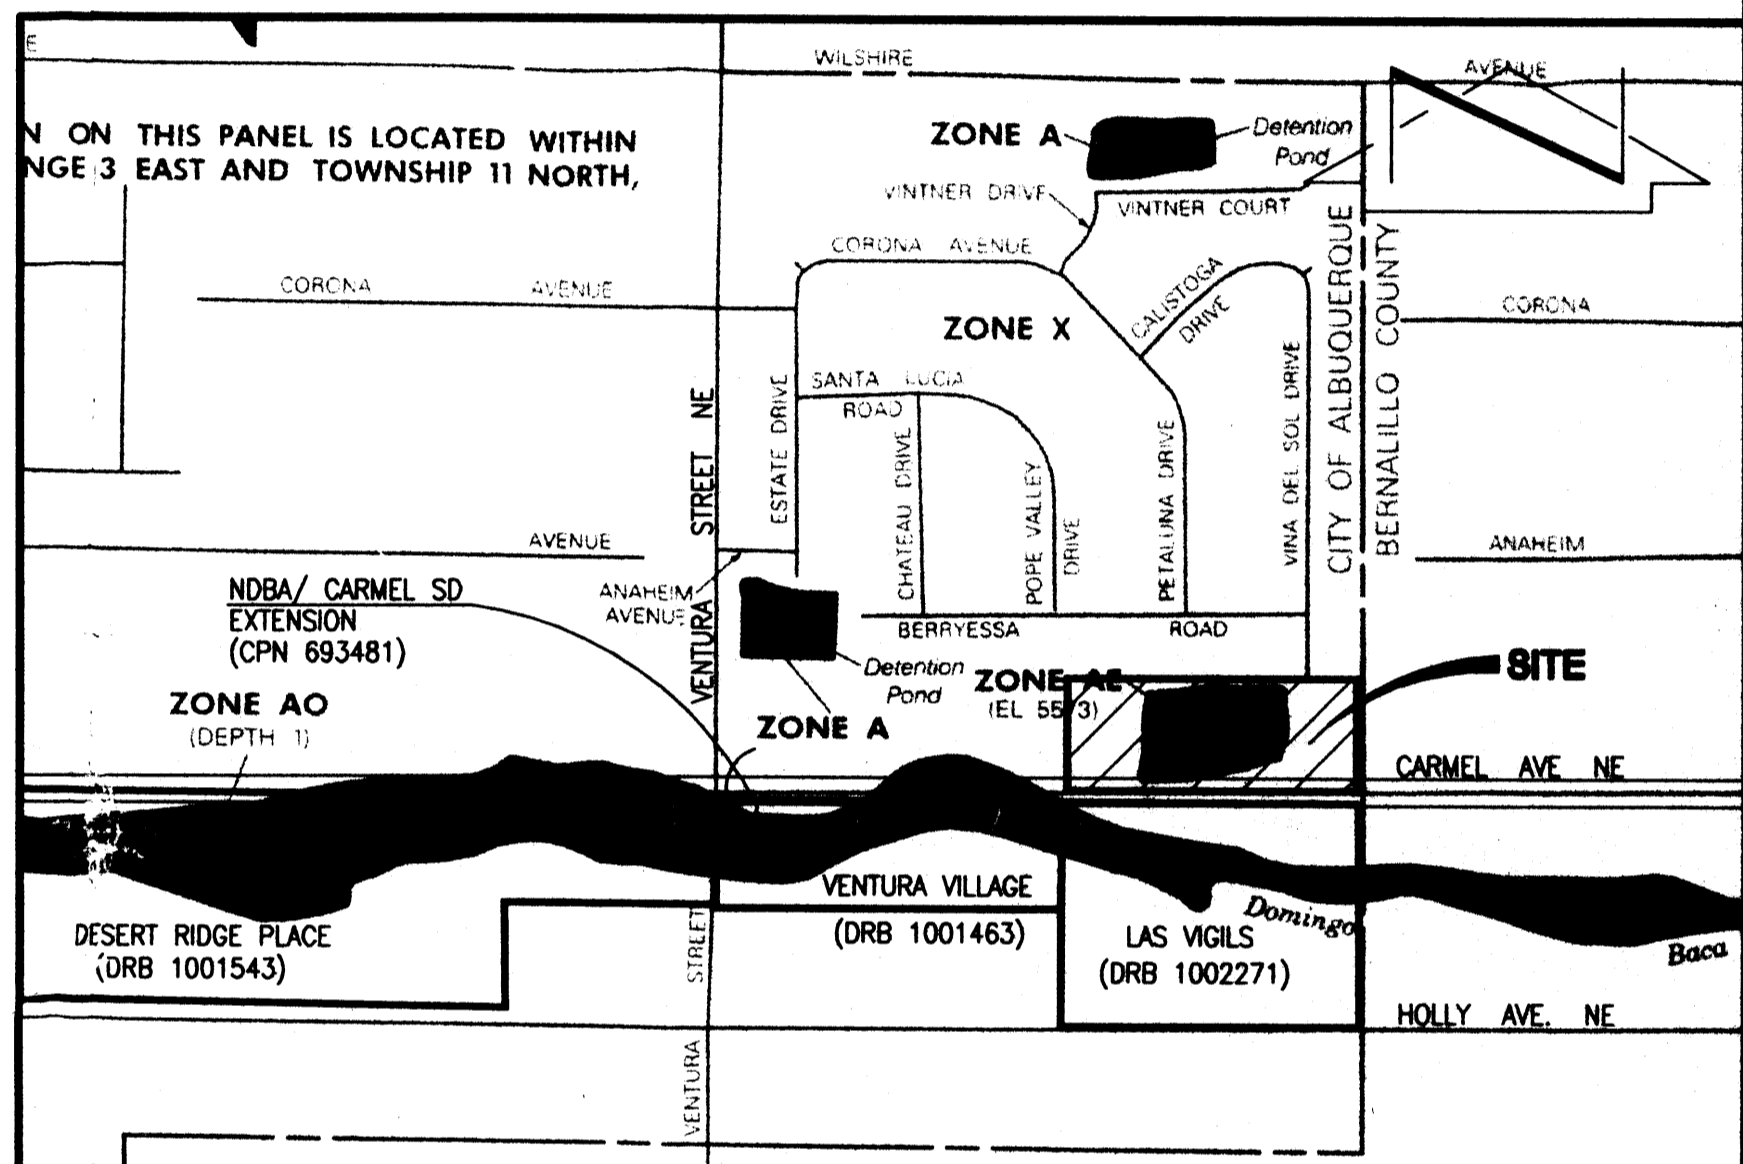 E
WILSHIRE
AVENUE
N ON THIS PANEL IS LOCATED WITHIN
NGE 3 EAST AND TOWNSHIP 11 NORTH,
ZONE A
Detention
Pond
VINTNER DRIVE
VINTNER COURT
CORONA AVENUE
CORONA AVENUE
CALISTOGA
DRIVE
CORONA
ZONE X
SANTA LUCIA
ROAD
ESTATE DRIVE
CHATEAU DRIVE
POPE VALLEY
DRIVE
PETALUNA DRIVE
VINA DEL SOL DRIVE
CITY OF ALBUQUERQUE
BERNALILLO COUNTY
VENTURA STREET NE
AVENUE
ANAHEIM
ANAHEIM
AVENUE
NDBA/ CARMEL SD
EXTENSION
(CPN 693481)
BERRYESSA ROAD
Detention
Pond
ZONE AE
SITE
ZONE AO
(DEPTH 1)
ZONE A
CARMEL AVE NE
VENTURA VILLAGE
(DRB 1001463)
DESERT RIDGE PLACE
(DRB 1001543)
LAS VIGILS
(DRB 1002271)
Domingo
Baca
HOLLY AVE. NE
VENTURA STREET